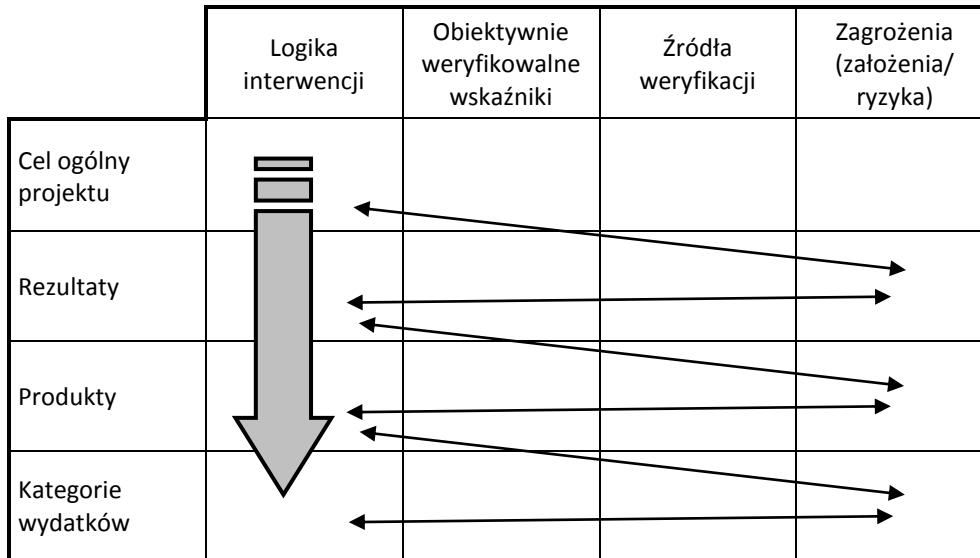 Logika
interwencji
Obiektywnie
weryfikowalne
wskaźniki
Źródła
weryfikacji
Zagrożenia
(założenia/
ryzyka)
Cel ogólny
projektu
Rezultaty
Produkty
Kategorie
wydatków